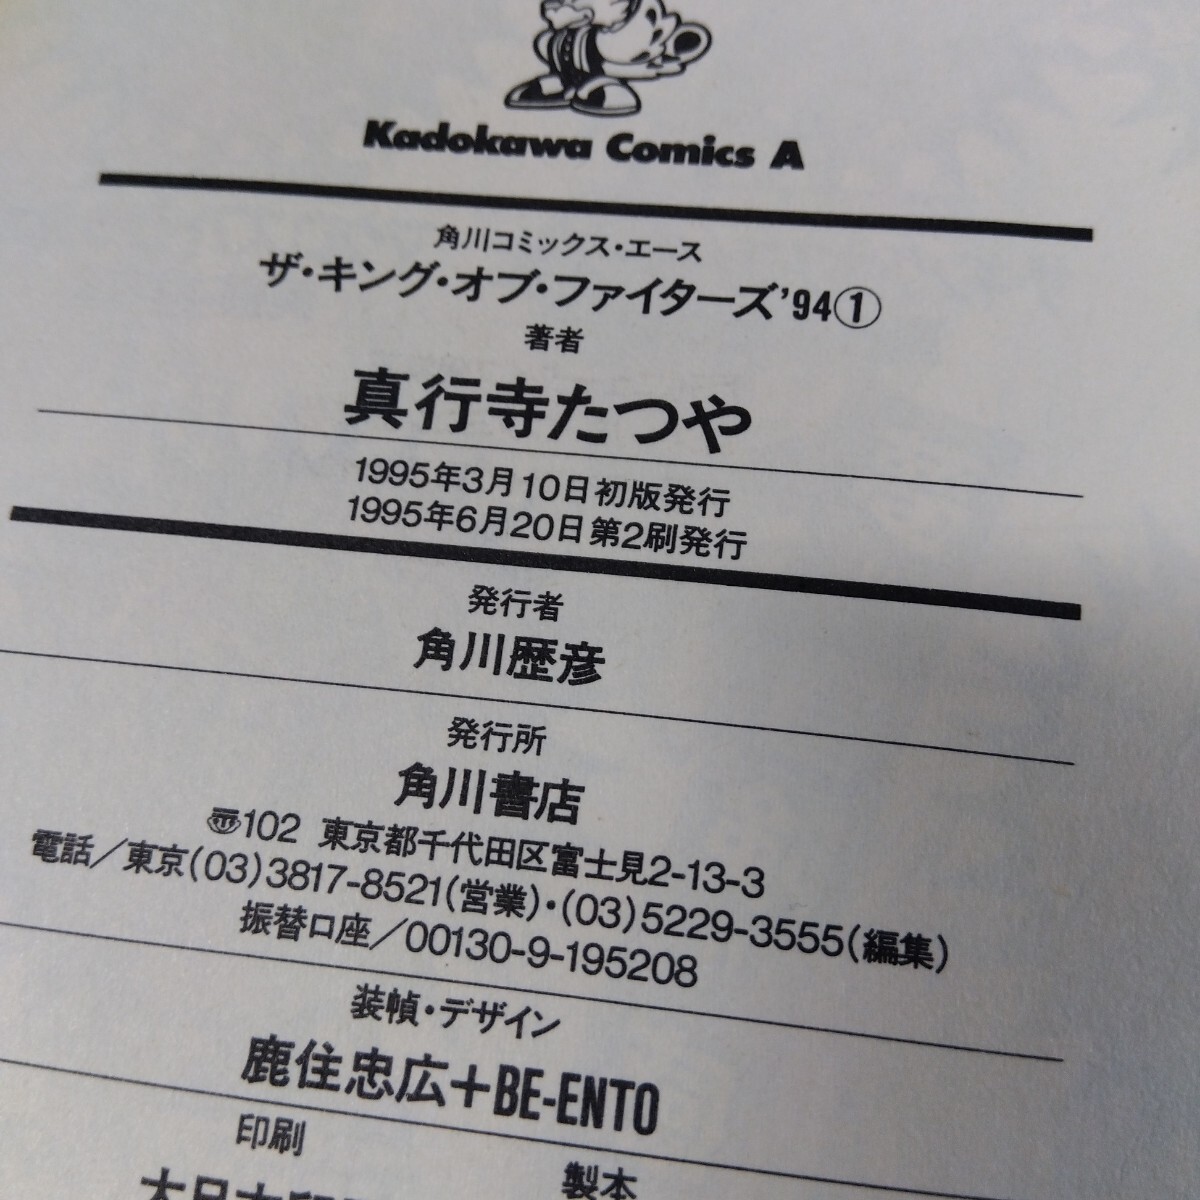 Kadokawa Comics A
角川コミックス・エース
ザ・キング・オブ・ファイターズ'94①
著者
真行寺たつや
1995年3月10日初版発行
1995年6月20日第2刷発行
発行者
角川歴彦
発行所
角川書店
〠102 東京都千代田区富士見2-13-3
電話/東京(03)3817-8521(営業)・(03)5229-3555(編集)
振替口座/00130-9-195208
装幀・デザイン
鹿住忠広+BE-ENTO
印刷
製本